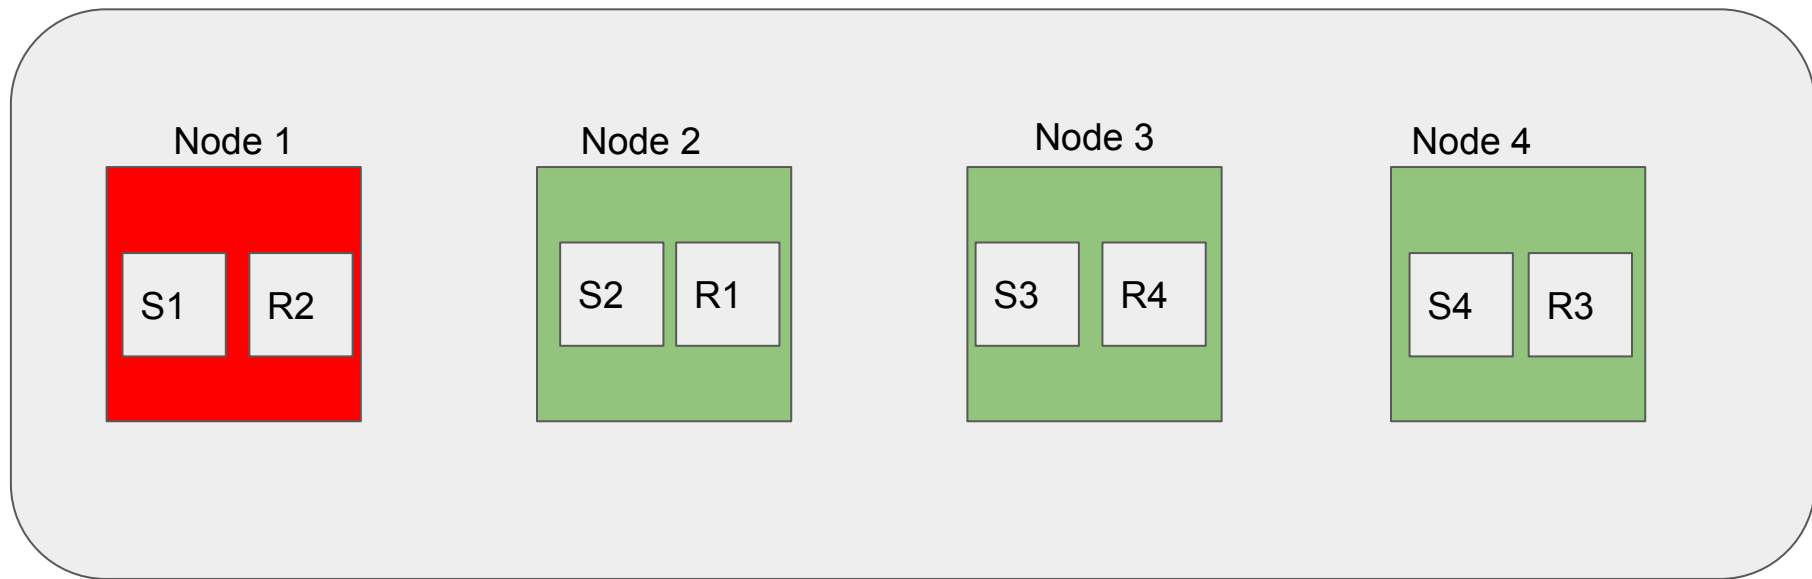 Node 1
Node 2
Node 3
Node 4
S1
R2
S2
R1
S3
R4
S4
R3